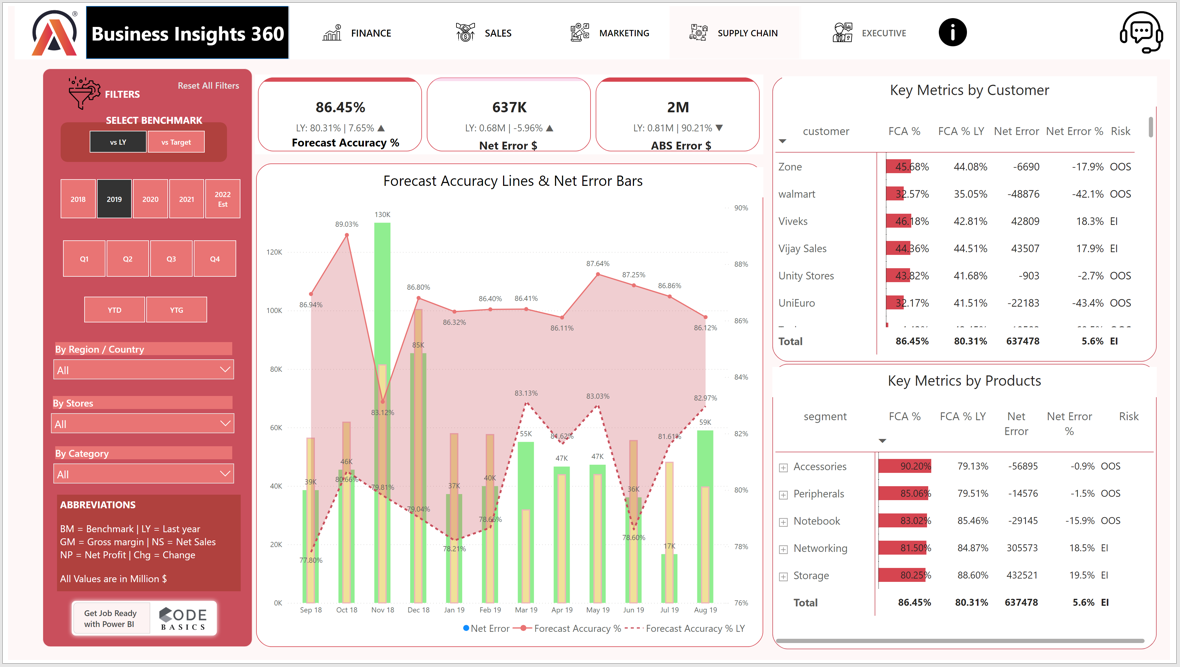 Business Insights 360
FINANCE
SALES
MARKETING
SUPPLY CHAIN
EXECUTIVE
i
FILTERS
Reset All Filters
SELECT BENCHMARK
vs LY
vs Target
2018
2019
2020
2021
2022
Est
Q1
Q2
Q3
Q4
YTD
YTG
By Region / Country
All
By Stores
All
By Category
All
ABBREVIATIONS
BM = Benchmark | LY = Last year
GM = Gross margin | NS = Net Sales
NP = Net Profit | Chg = Change
All Values are in Million $
Get Job Ready
with Power BI
CODE
BASICS
86.45%
LY: 80.31% | 7.65% ▲
Forecast Accuracy %
637K
LY: 0.68M | -5.96% ▲
Net Error $
2M
LY: 0.81M | 90.21% ▼
ABS Error $
Forecast Accuracy Lines & Net Error Bars
120K
100K
80K
60K
40K
20K
0K
90%
88%
86%
84%
82%
80%
78%
76%
86.94%
89.03%
83.12%
86.80%
86.32%
86.40%
86.41%
86.11%
87.64%
87.25%
86.86%
86.12%
39K
46K
130K
85K
37K
40K
55K
47K
47K
36K
17K
59K
77.80%
80.66%
79.81%
79.04%
78.21%
78.66%
83.13%
81.62%
83.03%
78.60%
81.61%
82.97%
Sep 18
Oct 18
Nov 18
Dec 18
Jan 19
Feb 19
Mar 19
Apr 19
May 19
Jun 19
Jul 19
Aug 19
Net Error
Forecast Accuracy %
Forecast Accuracy % LY
Key Metrics by Customer
customer FCA % FCA % LY Net Error Net Error % Risk
Zone 45.68% 44.08% -6690 -17.9% OOS
walmart 32.57% 35.05% -48876 -42.1% OOS
Viveks 46.18% 42.81% 42809 18.3% EI
Vijay Sales 44.36% 44.51% 43507 17.9% EI
Unity Stores 43.82% 41.68% -903 -2.7% OOS
UniEuro 32.17% 41.51% -22183 -43.4% OOS
Total 86.45% 80.31% 637478 5.6% EI
Key Metrics by Products
segment FCA % FCA % LY Net Error Net Error % Risk
Accessories 90.20% 79.13% -56895 -0.9% OOS
Peripherals 85.06% 79.51% -14576 -1.5% OOS
Notebook 83.02% 85.46% -29145 -15.9% OOS
Networking 81.50% 84.87% 305573 18.5% EI
Storage 80.25% 88.60% 432521 19.5% EI
Total 86.45% 80.31% 637478 5.6% EI